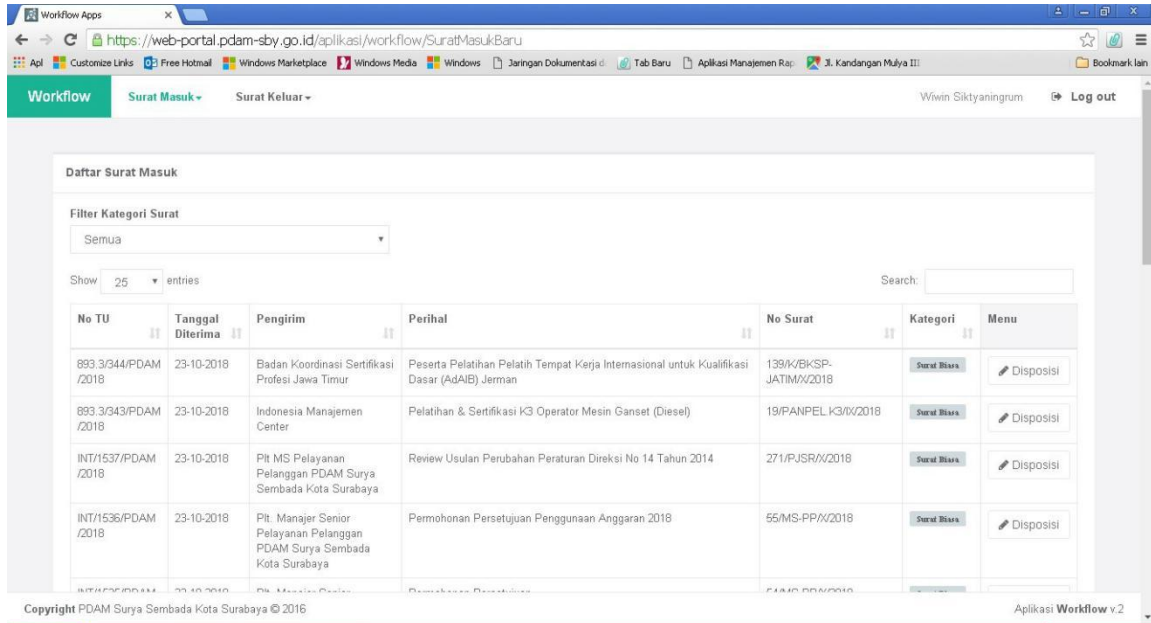 Workflow Apps
https://web-portal.pdam-sby.go.id/aplikasi/workflow/SuratMasukBaru
Apl Customize Links Free Hotmail Windows Marketplace Windows Media Windows Jaringan Dokumentasi d Tab Baru Aplikasi Manajemen Rap Jl. Kandangan Mulya III Bookmark lain
Workflow Surat Masuk Surat Keluar Wiwin Siktyaningrum Log out
Daftar Surat Masuk
Filter Kategori Surat
Semua
Show 25 entries Search:
No TU Tanggal Pengirim Perihal No Surat Kategori Menu
Diterima
893.3/344/PDAM 23-10-2018 Badan Koordinasi Sertifikasi Peserta Pelatihan Pelatih Tempat Kerja Internasional untuk Kualifikasi 139/K/BKSP- Surat Biasa Disposisi
/2018 Profesi Jawa Timur Dasar (AdAIB) Jerman JATIM/X/2018
893.3/343/PDAM 23-10-2018 Indonesia Manajemen Pelatihan & Sertifikasi K3 Operator Mesin Ganset (Diesel) 19/PANPEL.K3/IX/2018 Surat Biasa Disposisi
/2018 Center
INT/1537/PDAM 23-10-2018 Plt MS Pelayanan Review Usulan Perubahan Peraturan Direksi No 14 Tahun 2014 271/PJSR/X/2018 Surat Biasa Disposisi
/2018 Pelanggan PDAM Surya
Sembada Kota Surabaya
INT/1536/PDAM 23-10-2018 Plt. Manajer Senior Permohonan Persetujuan Penggunaan Anggaran 2018 55/MS-PP/X/2018 Surat Biasa Disposisi
/2018 Pelayanan Pelanggan
PDAM Surya Sembada
Kota Surabaya
Copyright PDAM Surya Sembada Kota Surabaya © 2016 Aplikasi Workflow v.2